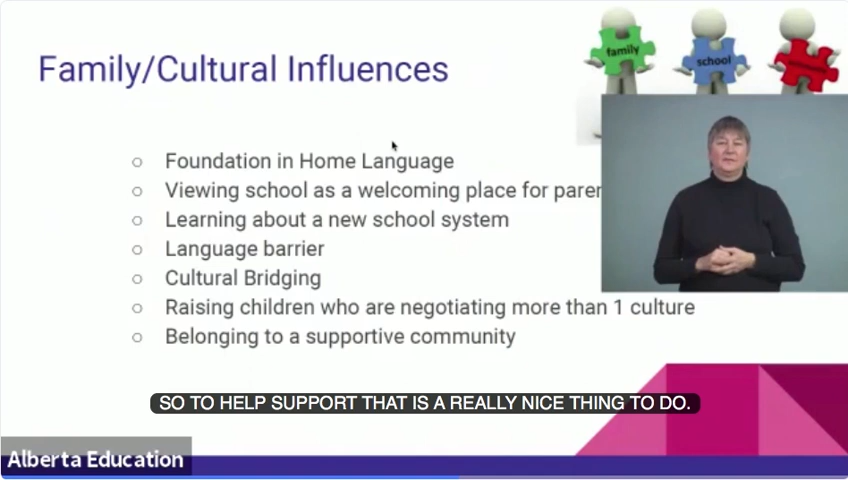 family
school
Family/Cultural Influences
Foundation in Home Language
Viewing school as a welcoming place for
Learning about a new school system
Language barrier
Cultural Bridging
Raising children who are negotiating more than 1 culture
Belonging to a supportive community
SO TO HELP SUPPORT THAT IS A REALLY NICE THING TO DO.
Alberta Education